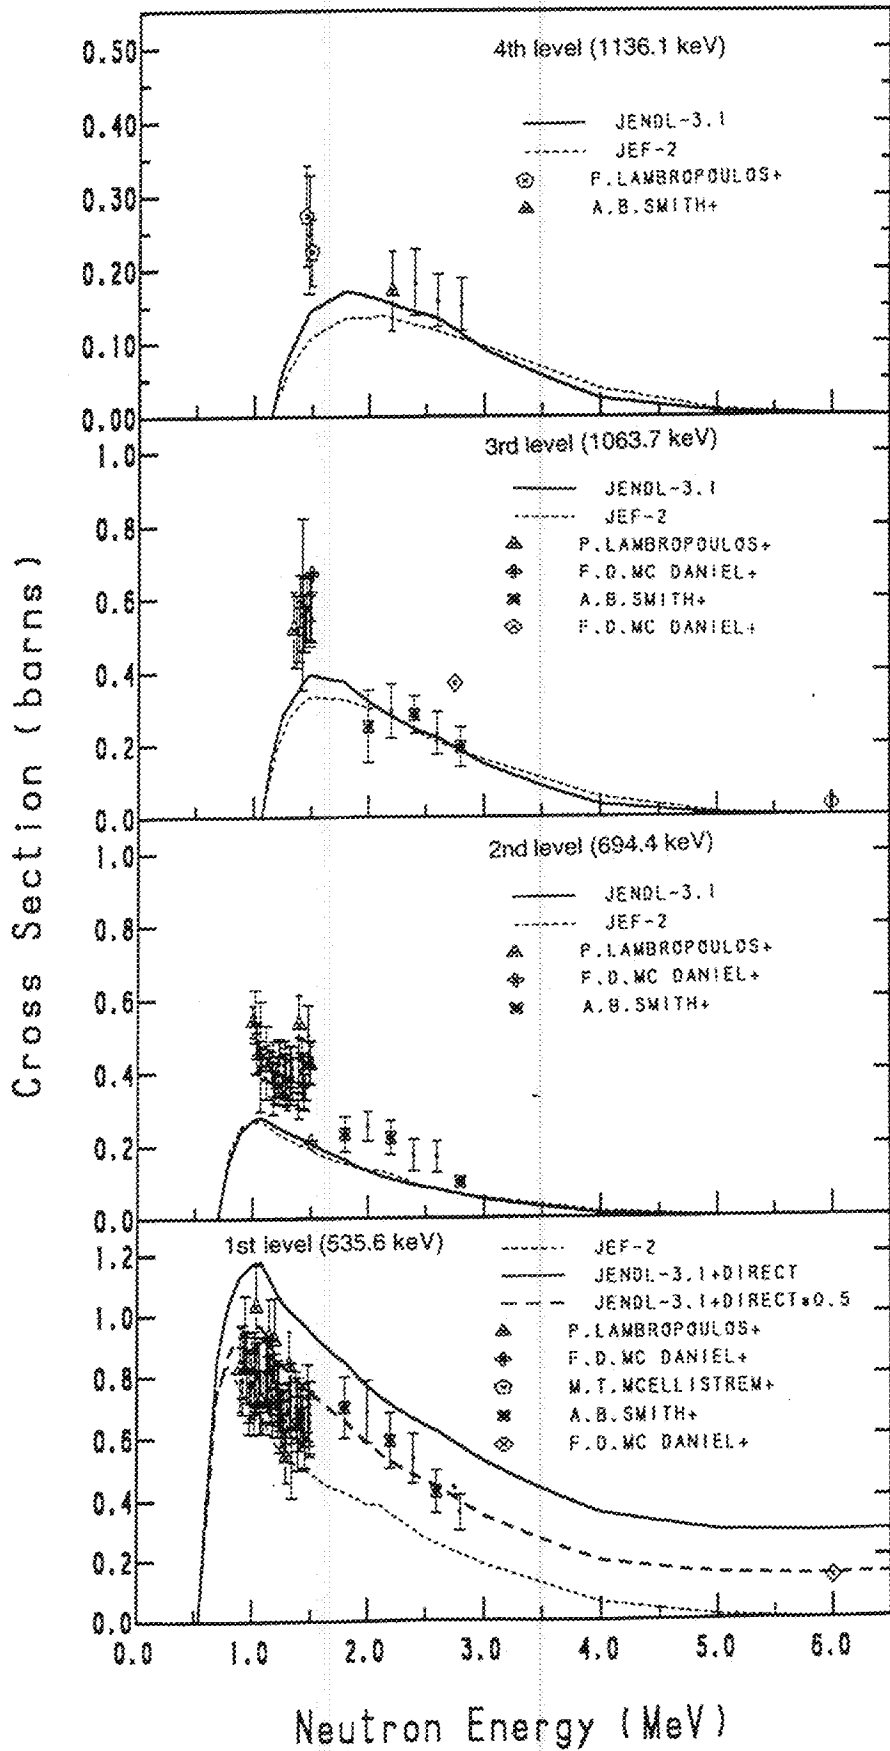 4th level (1136.1 keV)
0.50
0.40
0.30
0.20
0.10
0.00
JENDL-3.1
JEF-2
P.LAMBROPOULOS+
A.B.SMITH+
3rd level (1063.7 keV)
1.0
0.8
0.6
0.4
0.2
0.0
JENDL-3.1
JEF-2
P.LAMBROPOULOS+
F.D.MC DANIEL+
A.B.SMITH+
F.D.MC DANIEL+
2nd level (694.4 keV)
1.0
0.8
0.6
0.4
0.2
0.0
JENDL-3.1
JEF-2
P.LAMBROPOULOS+
F.D.MC DANIEL+
A.B.SMITH+
1st level (535.6 keV)
1.2
1.0
0.8
0.6
0.4
0.2
0.0
JEF-2
JENDL-3.1+DIRECT
JENDL-3.1+DIRECT*0.5
P.LAMBROPOULOS+
F.D.MC DANIEL+
M.T.MCELLISTREM+
A.B.SMITH+
F.D.MC DANIEL+
0.0 1.0 2.0 3.0 4.0 5.0 6.0
Neutron Energy (MeV)
Cross Section (barns)